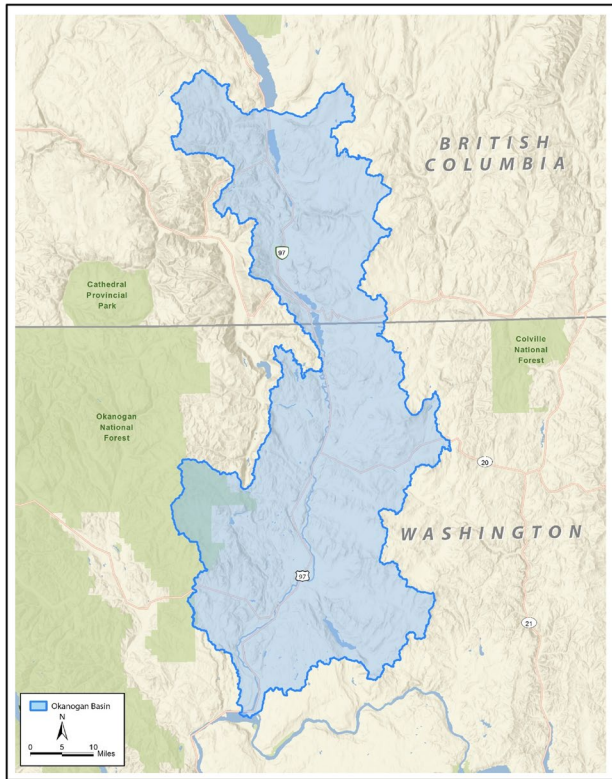 BRITISH
COLUMBIA
97
Cathedral
Provincial
Park
Colville
National
Forest
Okanogan
National
Forest
20
WASHINGTON
97
21
Okanogan Basin
N
0 5 10
Miles